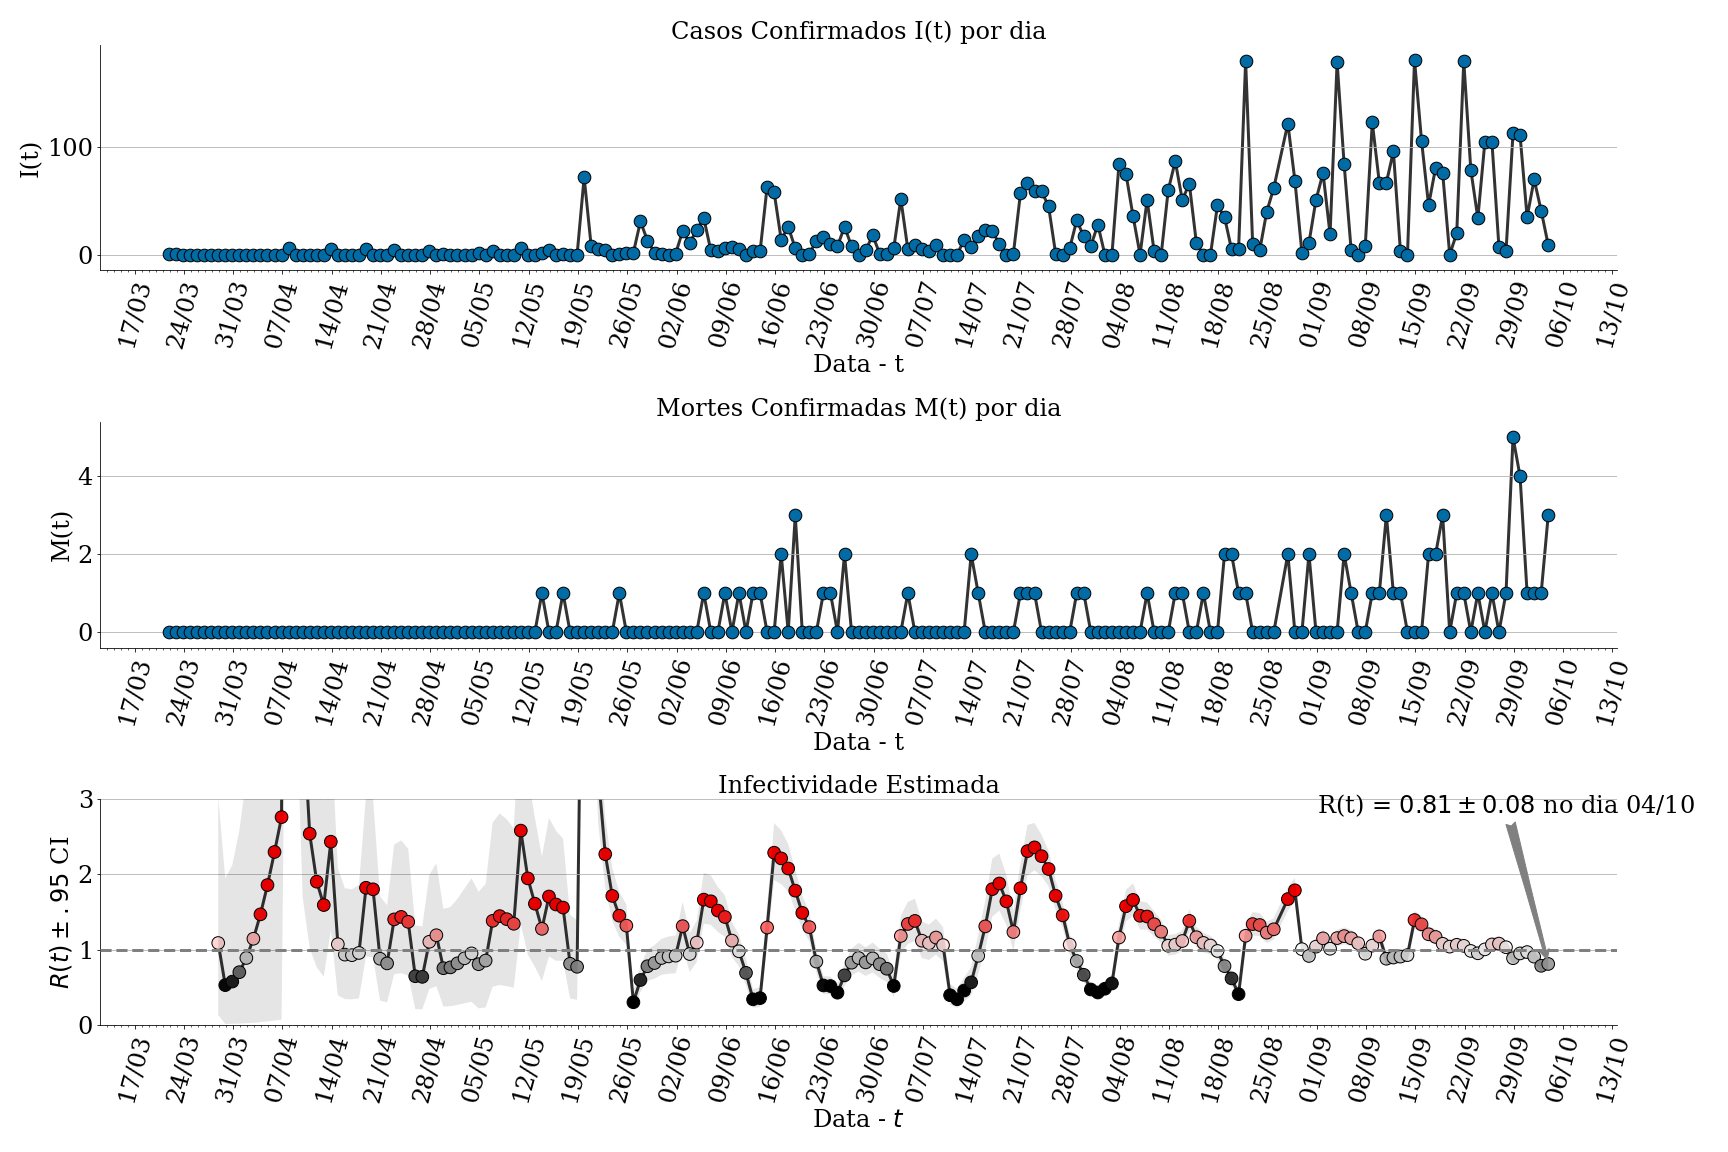 Casos Confirmados I(t) por dia
I(t)
100
0
17/03 24/03 31/03 07/04 14/04 21/04 28/04 05/05 12/05 19/05 26/05 02/06 09/06 16/06 23/06 30/06 07/07 14/07 21/07 28/07 04/08 11/08 18/08 25/08 01/09 08/09 15/09 22/09 29/09 06/10 13/10
Data - t
Mortes Confirmadas M(t) por dia
M(t)
4
2
0
17/03 24/03 31/03 07/04 14/04 21/04 28/04 05/05 12/05 19/05 26/05 02/06 09/06 16/06 23/06 30/06 07/07 14/07 21/07 28/07 04/08 11/08 18/08 25/08 01/09 08/09 15/09 22/09 29/09 06/10 13/10
Data - t
Infectividade Estimada
R(t) ± .95 CI
3
2
1
0
R(t) = 0.81 ± 0.08 no dia 04/10
17/03 24/03 31/03 07/04 14/04 21/04 28/04 05/05 12/05 19/05 26/05 02/06 09/06 16/06 23/06 30/06 07/07 14/07 21/07 28/07 04/08 11/08 18/08 25/08 01/09 08/09 15/09 22/09 29/09 06/10 13/10
Data - t